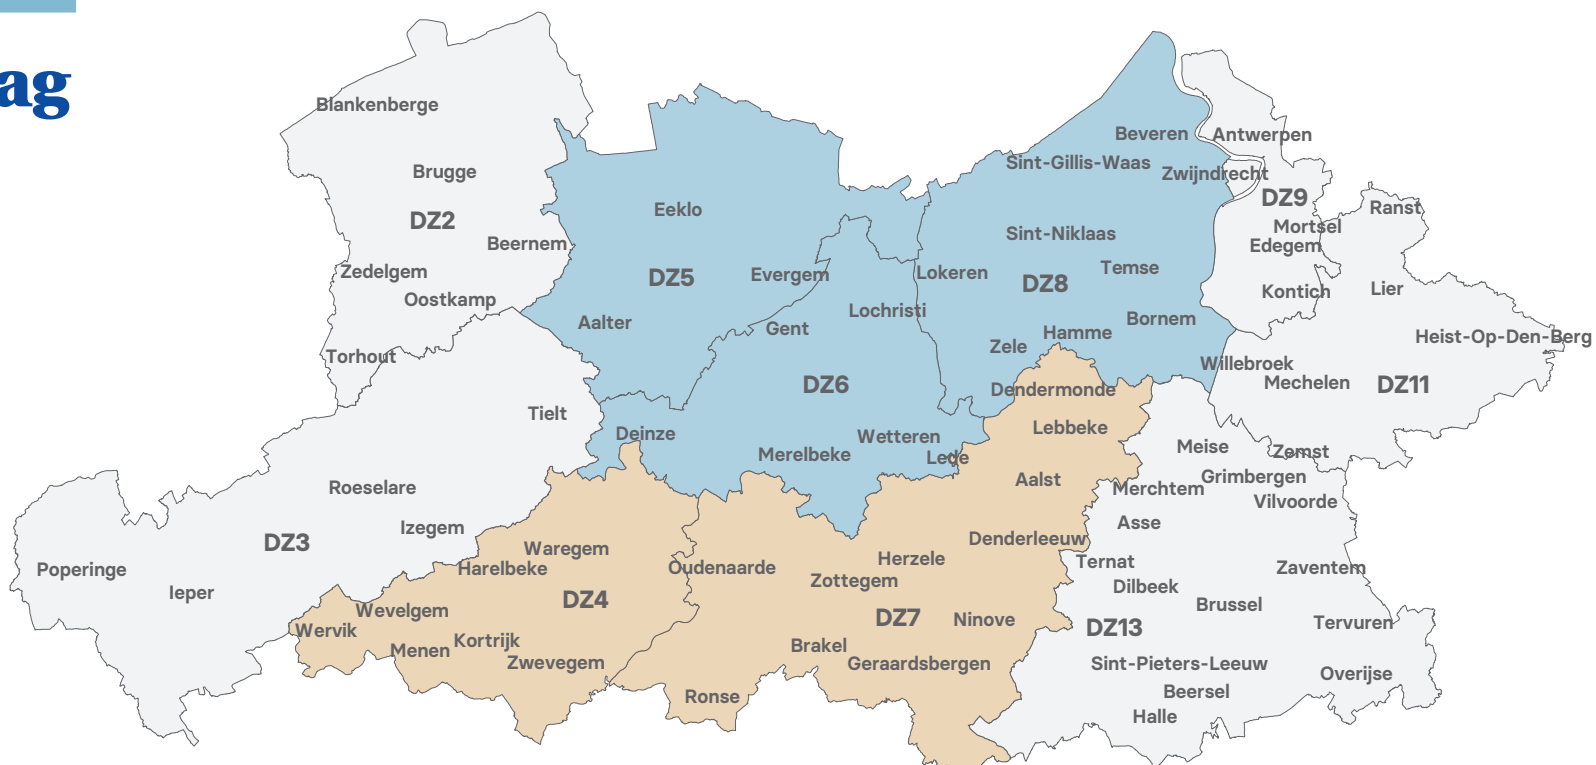 ag
Blankenberge
Brugge
DZ2
Beernem
Zedelgem
Oostkamp
Torhout
Eeklo
DZ5
Evergem
Aalter
Beveren
Sint-Gillis-Waas
Zwijndrecht
Sint-Niklaas
Lokeren
Temse
DZ8
Bornem
Hamme
Zele
Antwerpen
DZ9
Mortsel
Edegem
Kontich
Ranst
Lier
Heist-Op-Den-Berg
Willebroek
Mechelen
DZ11
Zemst
Lochristi
Gent
DZ6
Deinze
Wetteren
Merelbeke
Lede
Tielt
Roeselare
Izegem
DZ3
Poperinge
Ieper
Waregem
Harelbeke
DZ4
Wevelgem
Wervik
Menen
Kortrijk
Zwevegem
Dendermonde
Lebbeke
Aalst
Denderleeuw
Herzele
Oudenaarde
Zottegem
DZ7
Ninove
Brakel
Geraardsbergen
Ronse
Meise
Grimbergen
Merchtem
Vilvoorde
Asse
Ternat
Zaventem
Dilbeek
Brussel
DZ13
Tervuren
Sint-Pieters-Leeuw
Overijse
Beersel
Halle